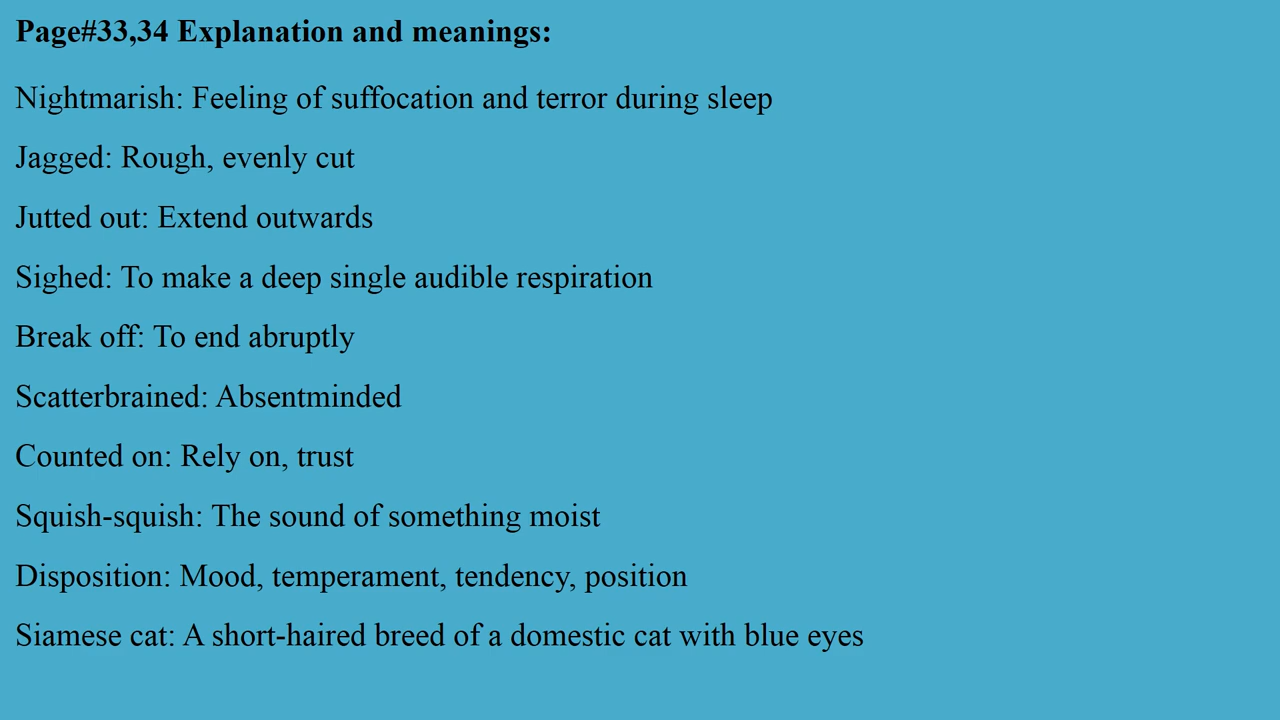 Page#33,34 Explanation and meanings:
Nightmarish: Feeling of suffocation and terror during sleep
Jagged: Rough, evenly cut
Jutted out: Extend outwards
Sighed: To make a deep single audible respiration
Break off: To end abruptly
Scatterbrained: Absentminded
Counted on: Rely on, trust
Squish-squish: The sound of something moist
Disposition: Mood, temperament, tendency, position
Siamese cat: A short-haired breed of a domestic cat with blue eyes